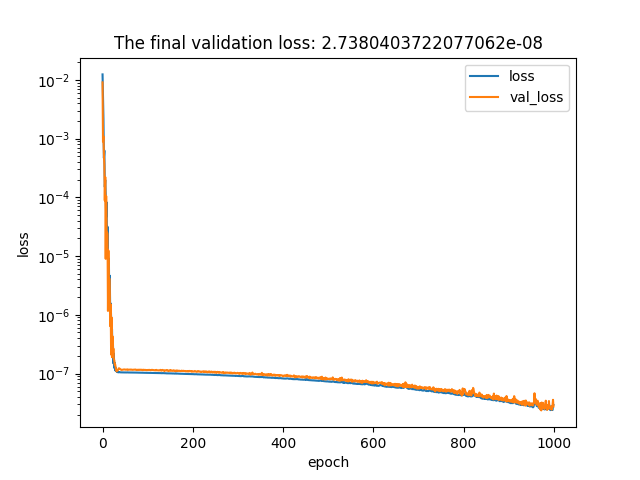 The final validation loss: 2.7380403722077062e-08
loss
val_loss
10⁻²
10⁻³
10⁻⁴
10⁻⁵
10⁻⁶
10⁻⁷
loss
0 200 400 600 800 1000
epoch